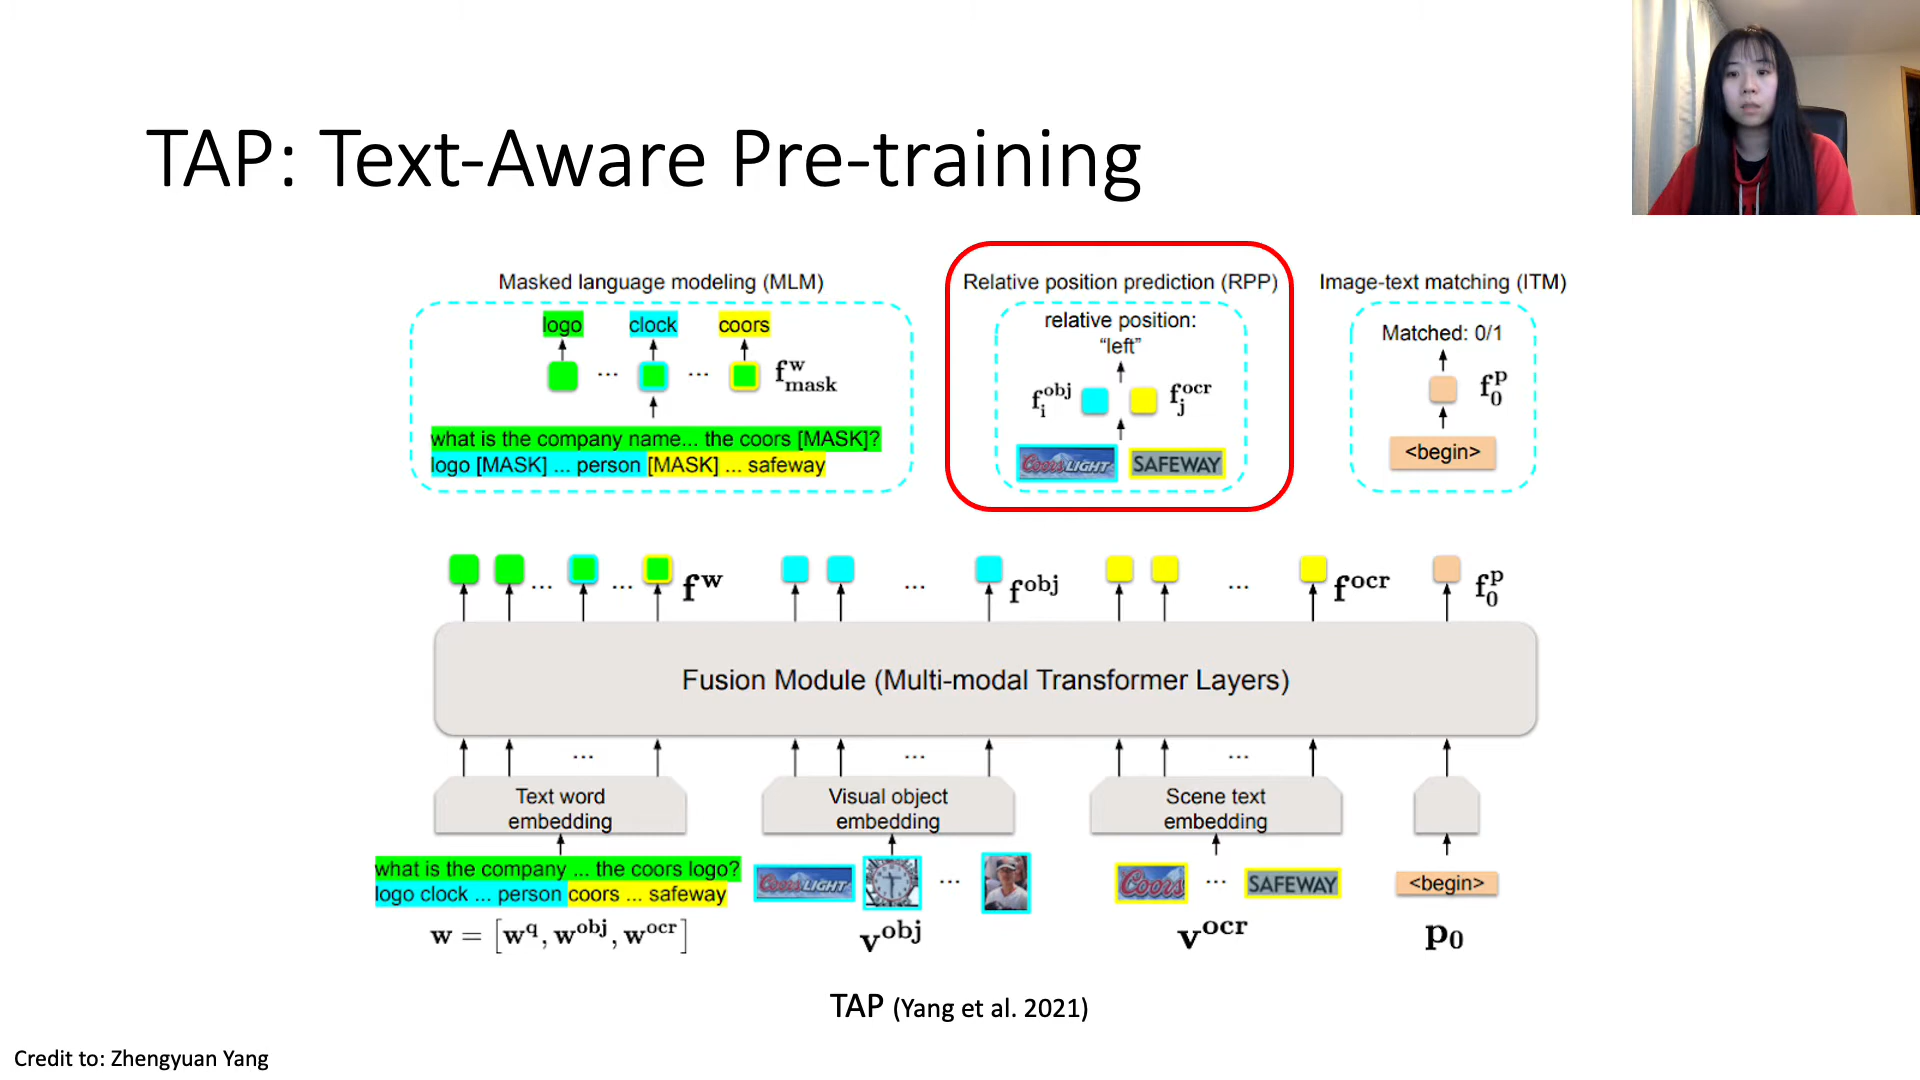 TAP: Text-Aware Pre-training
Masked language modeling (MLM)
logo clock coors
... ... f^w_mask
what is the company name... the coors [MASK]?
logo [MASK] ... person [MASK] ... safeway
Relative position prediction (RPP)
relative position:
“left”
f^obj_i f^ocr_j
Coors LIGHT SAFEWAY
Image-text matching (ITM)
Matched: 0/1
f^p_0
<begin>
... ... f^w ... f^obj ... f^ocr f^p_0
Fusion Module (Multi-modal Transformer Layers)
... ... ...
Text word
embedding
Visual object
embedding
Scene text
embedding
what is the company ... the coors logo?
logo clock ... person coors ... safeway
Coors LIGHT ...
Coors ... SAFEWAY
<begin>
w = [w^q, w^obj, w^ocr]
v^obj
v^ocr
p_0
TAP (Yang et al. 2021)
Credit to: Zhengyuan Yang